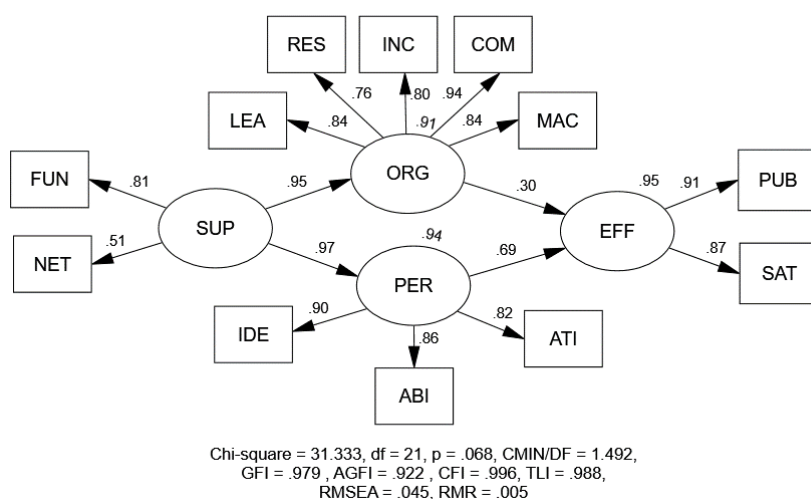 RES
INC
COM
.76
.80
.94
LEA
.84
.91
.84
MAC
FUN
.81
.95
ORG
.30
.95
.91
PUB
SUP
EFF
NET
.51
.97
.94
.69
.87
SAT
PER
IDE
.90
.86
.82
ATI
ABI
Chi-square = 31.333, df = 21, p = .068, CMIN/DF = 1.492,
GFI = .979 , AGFI = .922 , CFI = .996, TLI = .988,
RMSEA = .045, RMR = .005